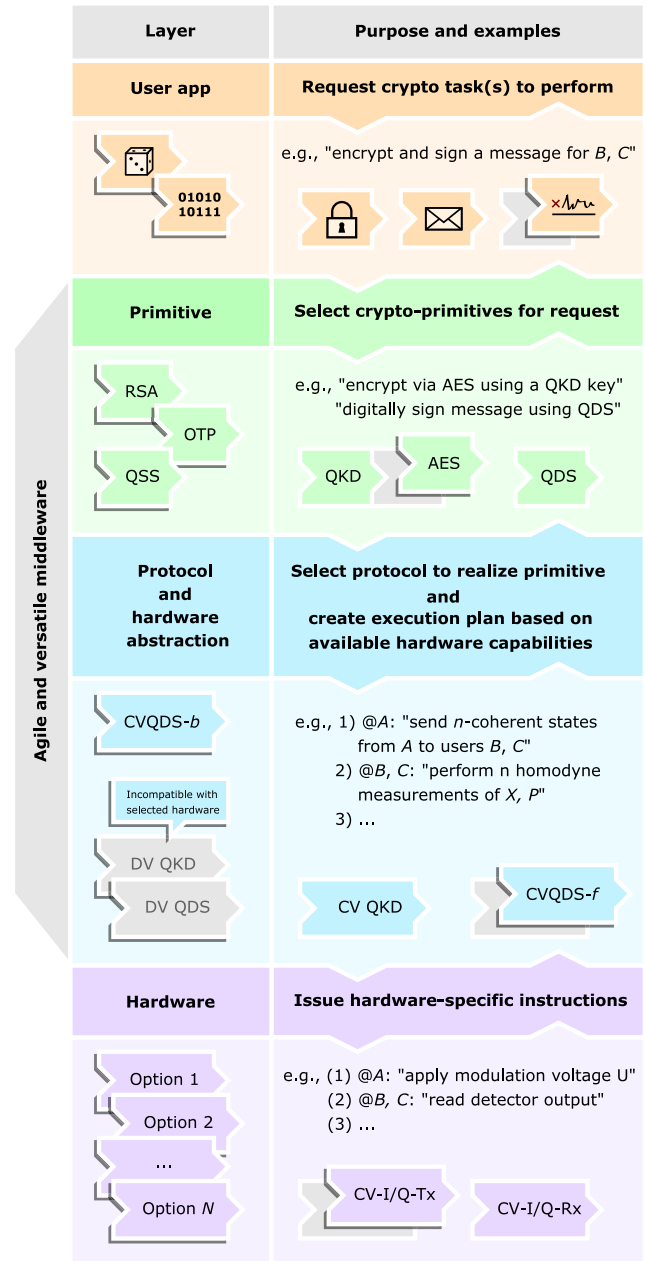 Layer
Purpose and examples
User app
Request crypto task(s) to perform
01010
10111
e.g., "encrypt and sign a message for B, C"
Agile and versatile middleware
Primitive
Select crypto-primitives for request
RSA
OTP
QSS
e.g., "encrypt via AES using a QKD key"
"digitally sign message using QDS"
QKD
AES
QDS
Protocol
and
hardware
abstraction
Select protocol to realize primitive
and
create execution plan based on
available hardware capabilities
CVQDS-b
Incompatible with
selected hardware
DV QKD
DV QDS
e.g., 1) @A: "send n-coherent states
from A to users B, C"
2) @B, C: "perform n homodyne
measurements of X, P"
3) ...
CV QKD
CVQDS-f
Hardware
Issue hardware-specific instructions
Option 1
Option 2
...
Option N
e.g., (1) @A: "apply modulation voltage U"
(2) @B, C: "read detector output"
(3) ...
CV-I/Q-Tx
CV-I/Q-Rx